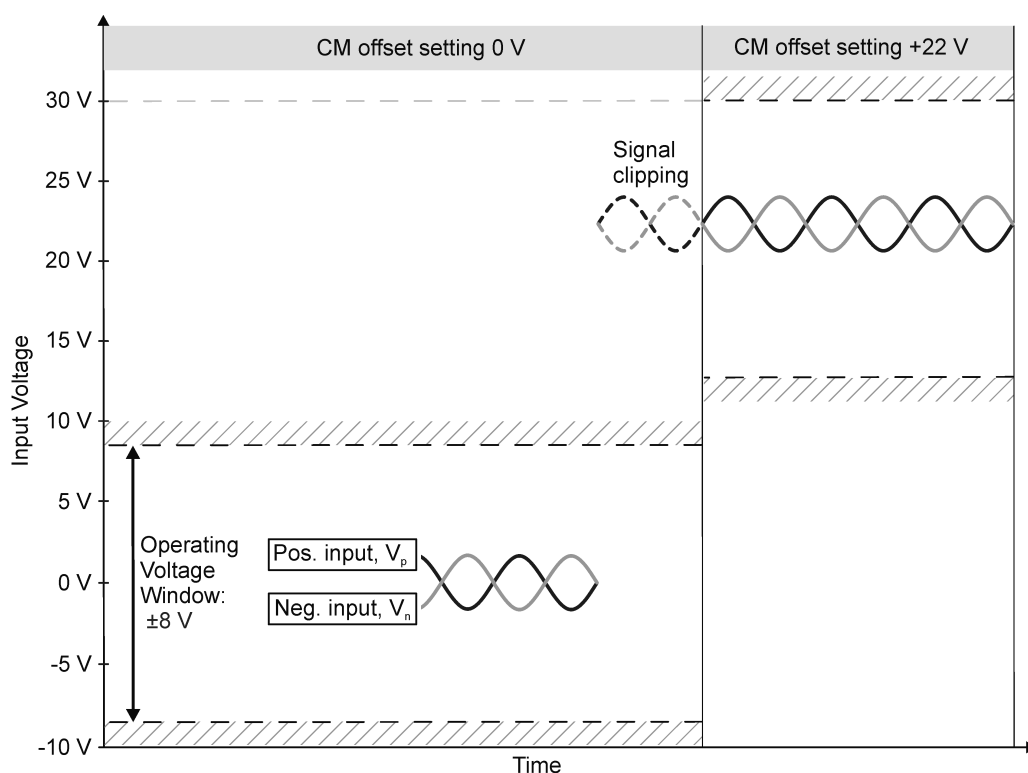 CM offset setting 0 V
CM offset setting +22 V
30 V
25 V
20 V
15 V
10 V
5 V
0 V
-5 V
-10 V
Input Voltage
Signal
clipping
Operating
Voltage
Window:
±8 V
Pos. input, Vp
Neg. input, Vn
Time